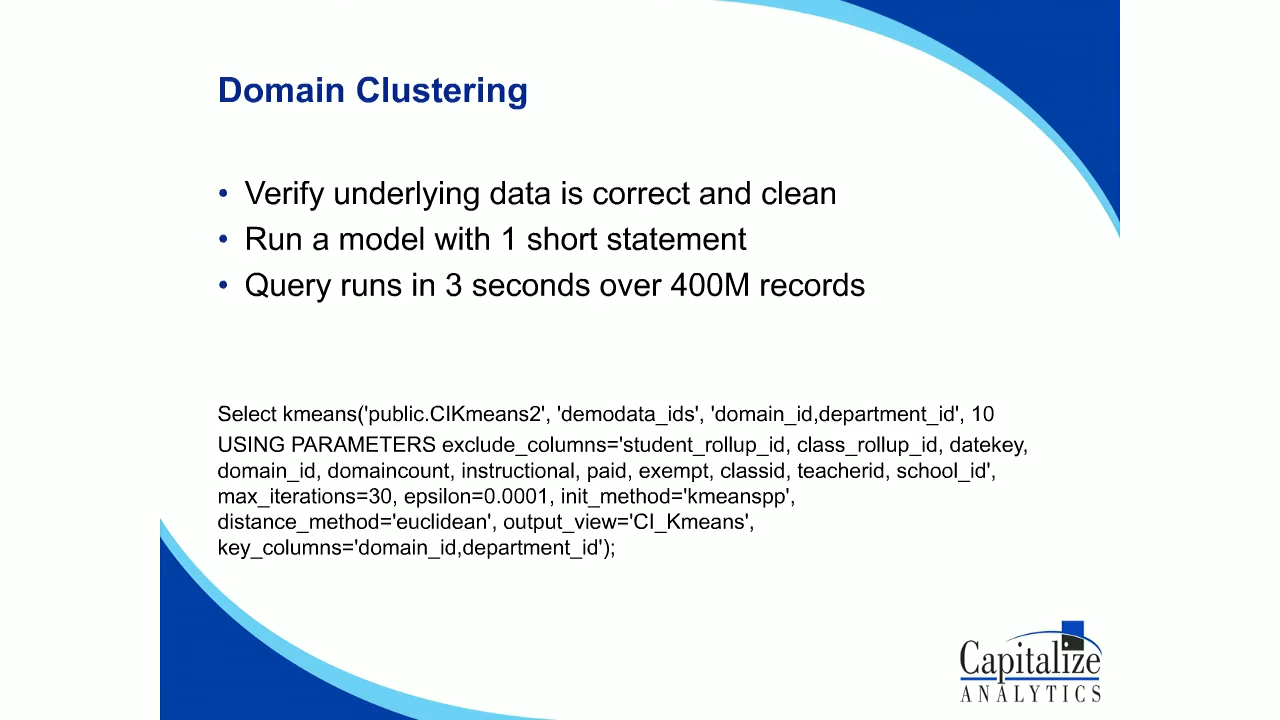 Domain Clustering
• Verify underlying data is correct and clean
• Run a model with 1 short statement
• Query runs in 3 seconds over 400M records
Select kmeans('public.CIKmeans2', 'demodata_ids', 'domain_id,department_id', 10
USING PARAMETERS exclude_columns='student_rollup_id, class_rollup_id, datekey,
domain_id, domaincount, instructional, paid, exempt, classid, teacherid, school_id',
max_iterations=30, epsilon=0.0001, init_method='kmeanspp',
distance_method='euclidean', output_view='CI_Kmeans',
key_columns='domain_id,department_id');
Capitalize
ANALYTICS